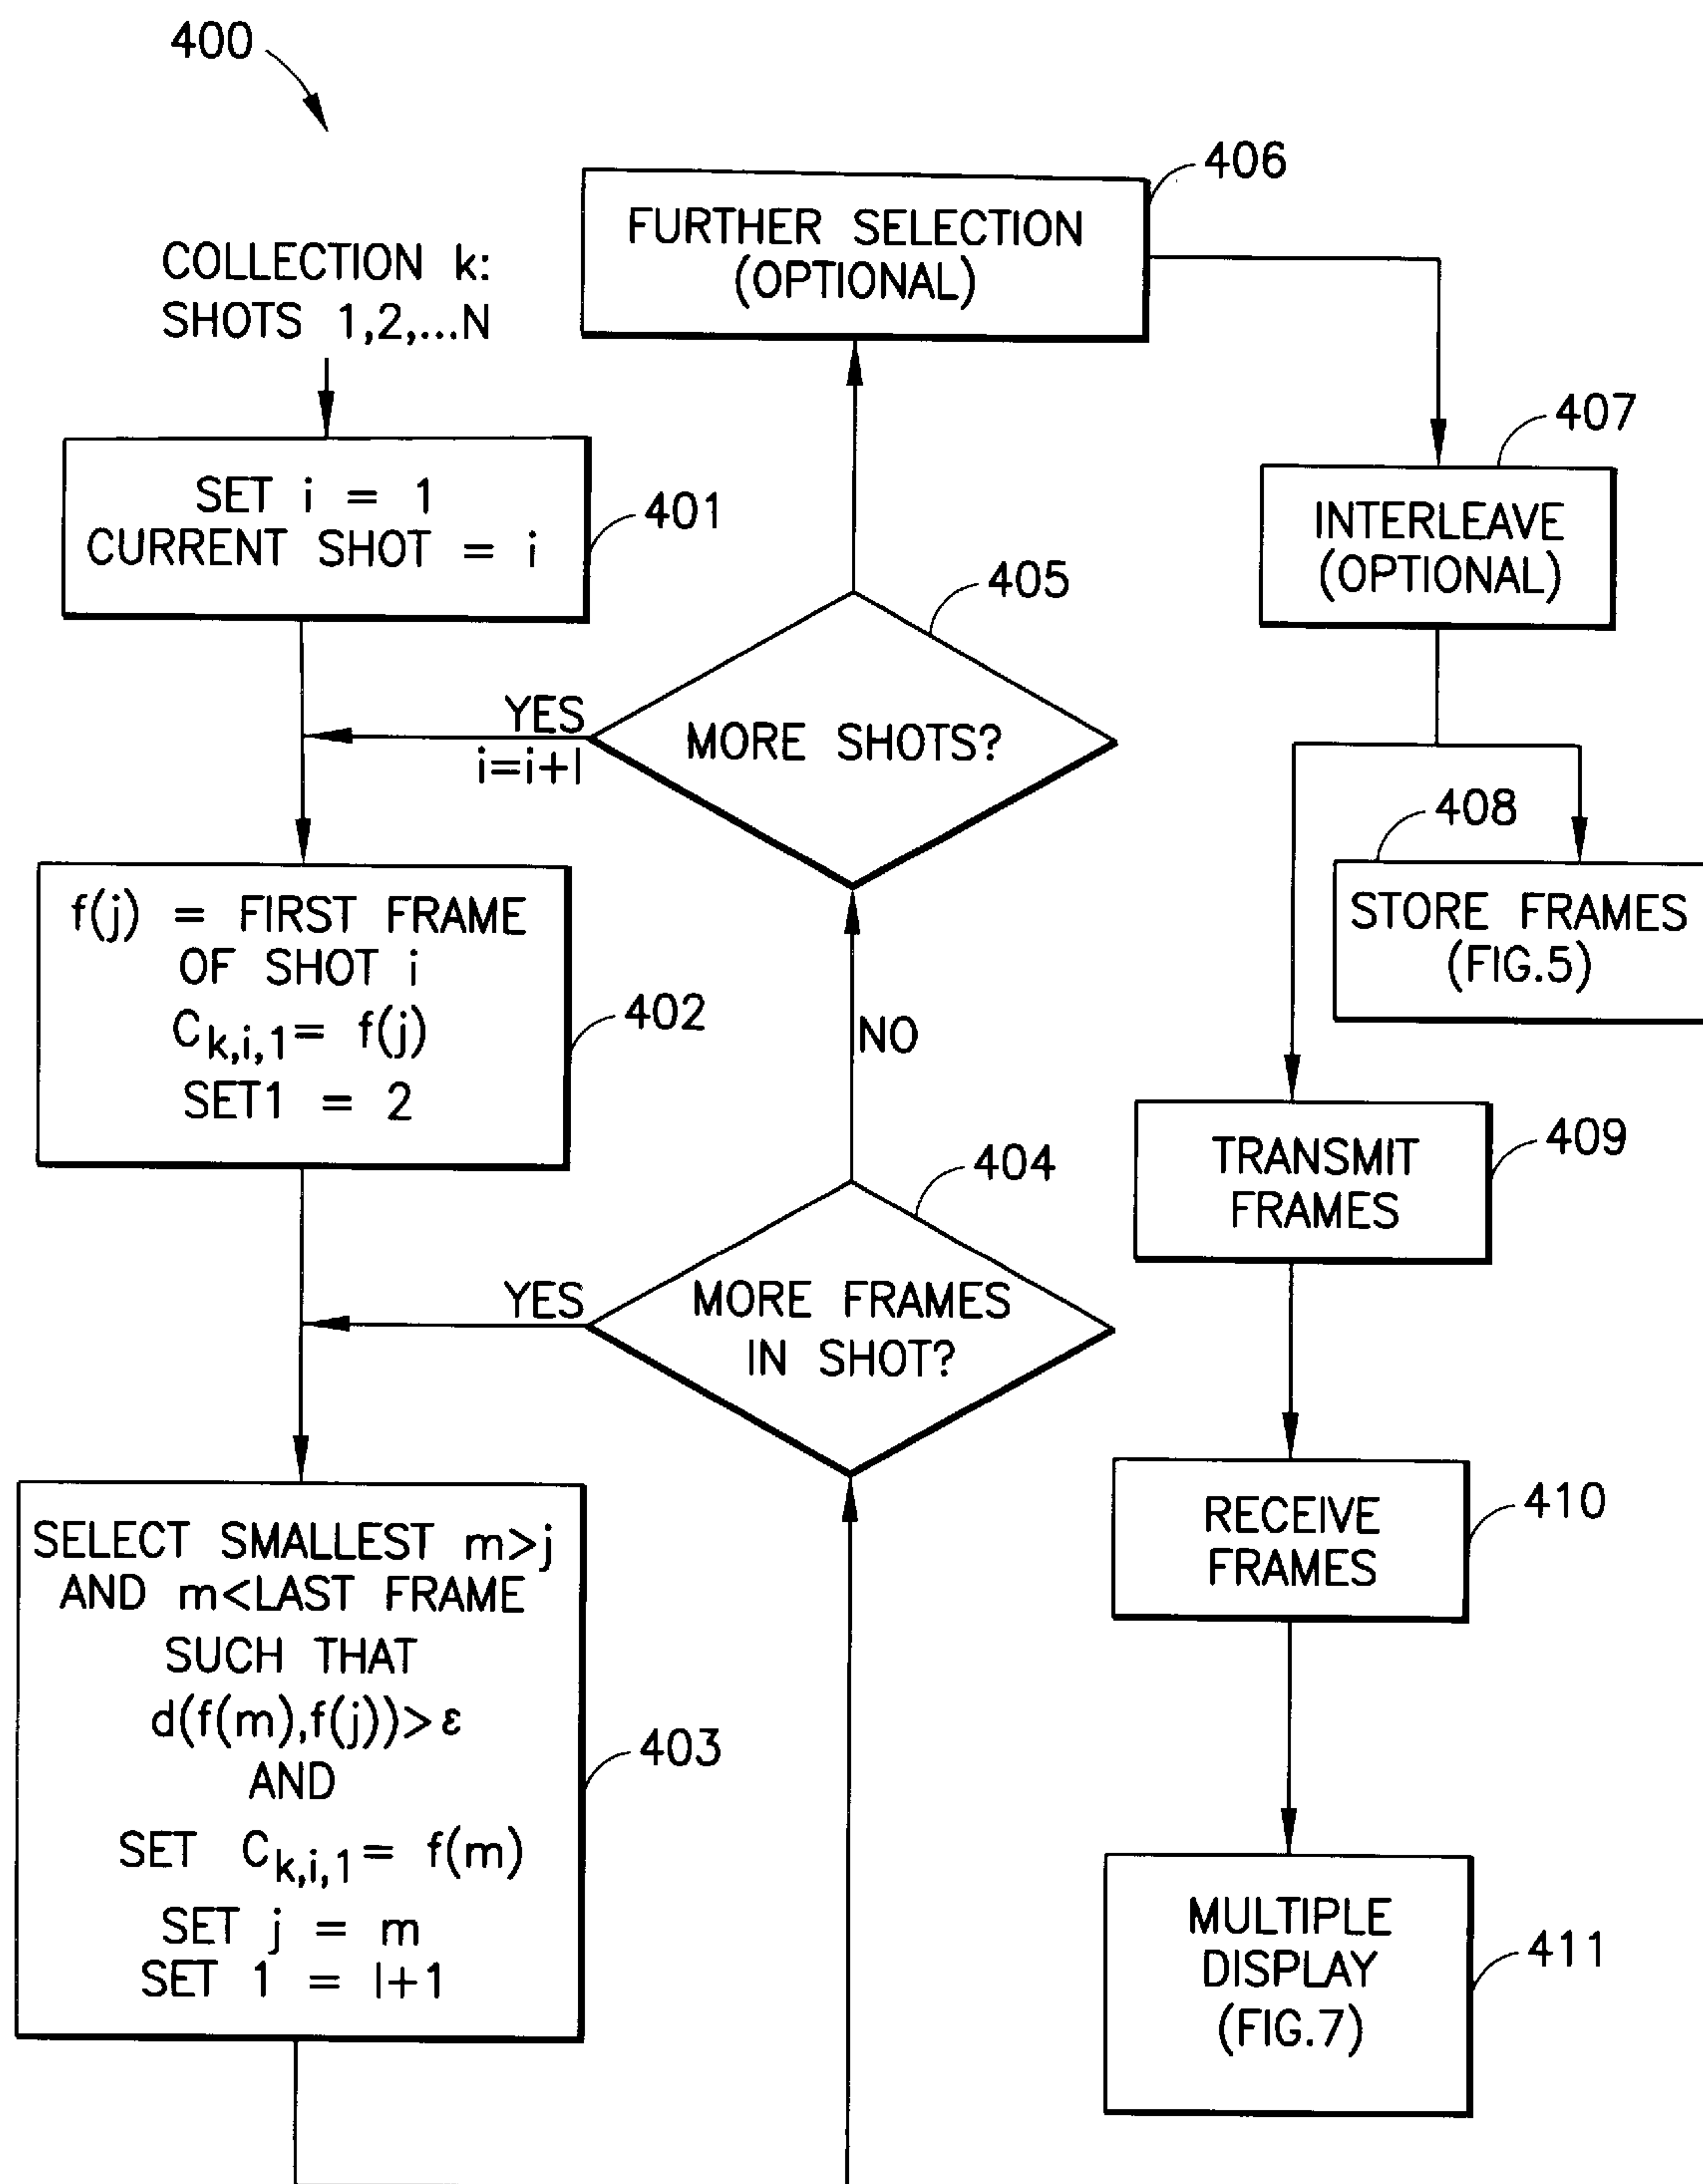 400
COLLECTION k:
SHOTS 1,2,...N
SET i = 1
CURRENT SHOT = i
401
f(j) = FIRST FRAME
OF SHOT i
Ck,i,1= f(j)
SET1 = 2
402
SELECT SMALLEST m>j
AND m<LAST FRAME
SUCH THAT
d(f(m),f(j))>ε
AND
SET Ck,i,1= f(m)
SET j = m
SET 1 = l+1
403
MORE FRAMES
IN SHOT?
404
YES
NO
MORE SHOTS?
405
YES
i=i+l
FURTHER SELECTION
(OPTIONAL)
406
INTERLEAVE
(OPTIONAL)
407
408
STORE FRAMES
(FIG.5)
TRANSMIT
FRAMES
409
RECEIVE
FRAMES
410
MULTIPLE
DISPLAY
(FIG.7)
411